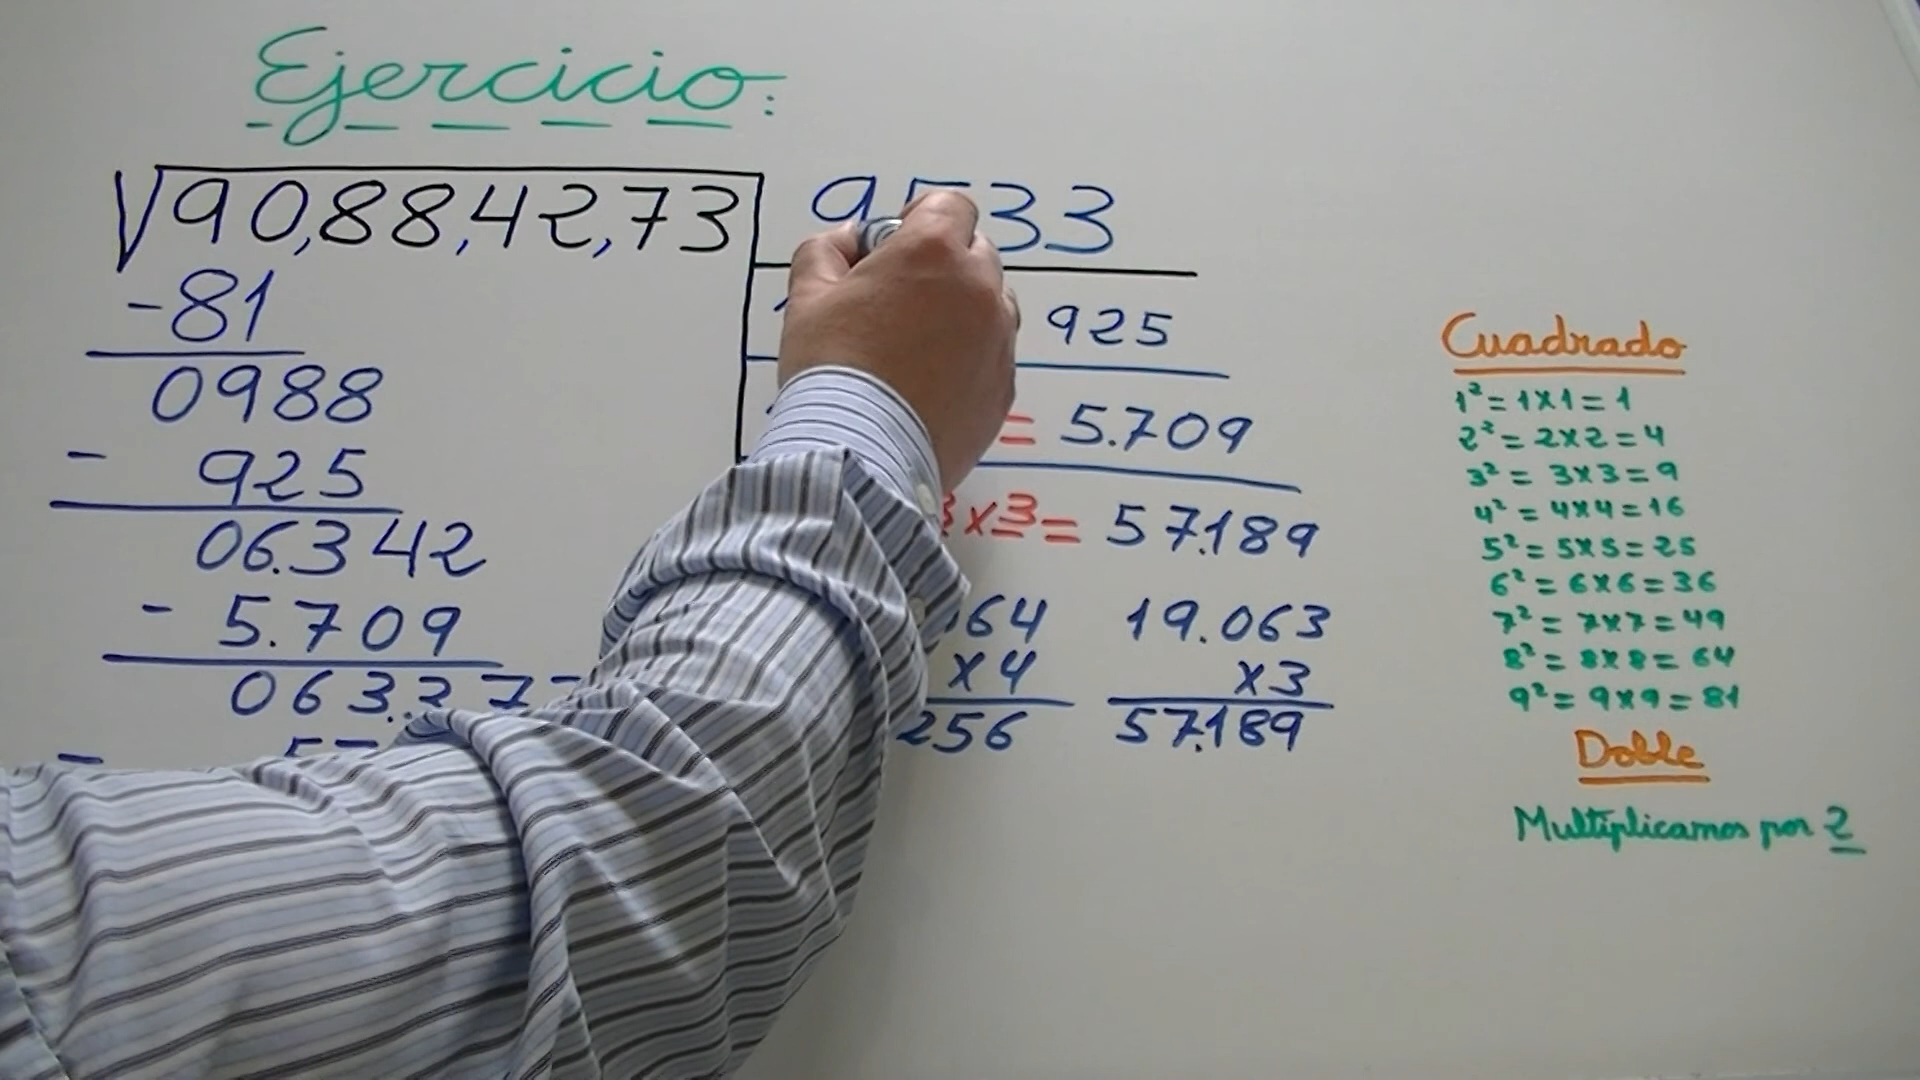 Ejercicio:
√90,88,42,73 9533
-81
0988
- 925
06.342
- 5.709
063.373
-
925
= 5.709
3x3= 57.189
64
x4
256
19.063
x3
57.189
Cuadrado
1²=1x1=1
2²=2x2=4
3²=3x3=9
4²=4x4=16
5²=5x5=25
6²=6x6=36
7²=7x7=49
8²=8x8=64
9²=9x9=81
Doble
Multiplicamos por 2